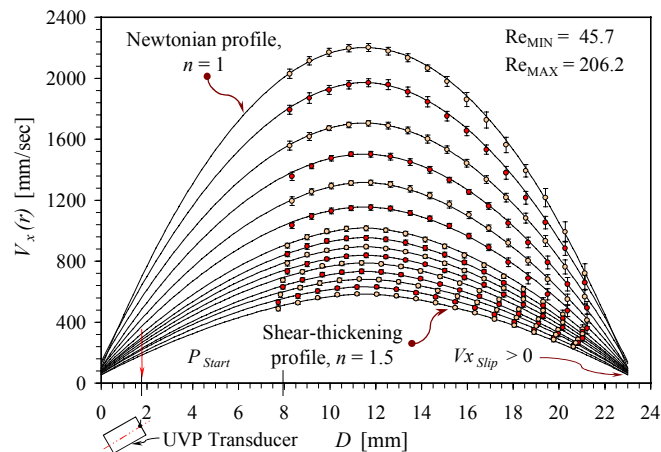 2400
2000
1600
1200
800
400
0
V_x(r) [mm/sec]
Newtonian profile,
n = 1
Re_MIN = 45.7
Re_MAX = 206.2
P_Start
Shear-thickening
profile, n = 1.5
Vx_Slip > 0
0 2 4 6 8 10 12 14 16 18 20 22 24
UVP Transducer
D [mm]